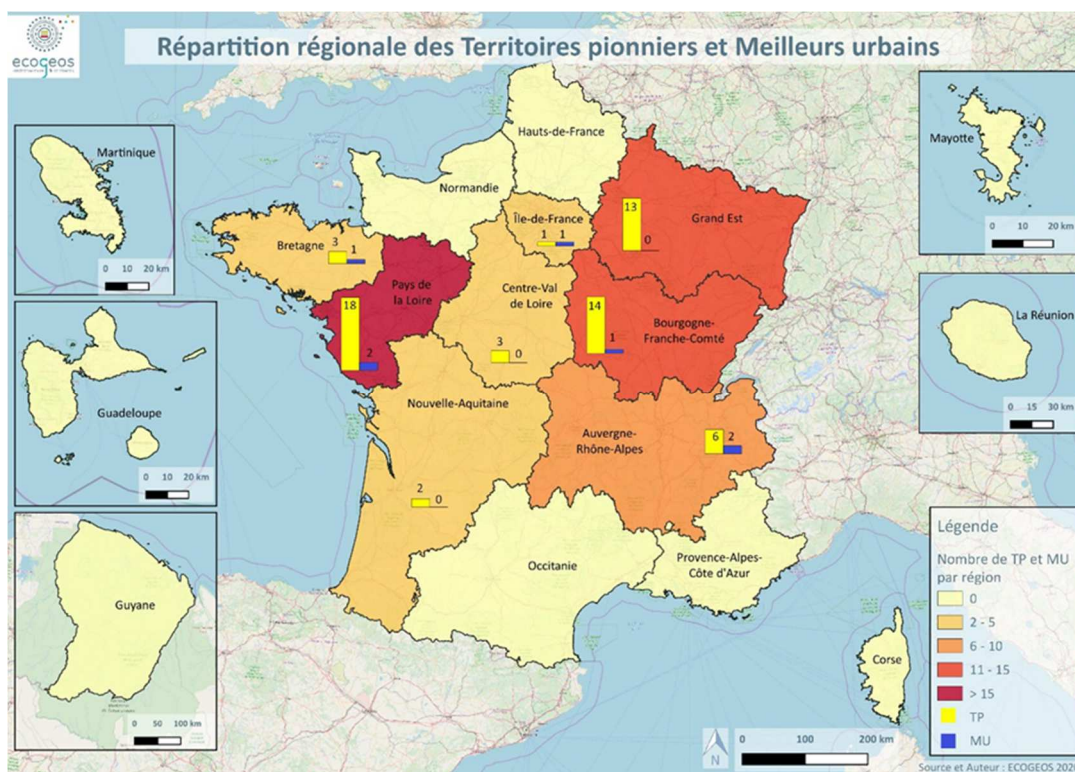 ecogeos
Répartition régionale des Territoires pionniers et Meilleurs urbains
Martinique
0 10 20 km
Guadeloupe
0 10 20 km
Guyane
0 50 100 km
Hauts-de-France
Normandie
Île-de-France
1 1
Grand Est
13
0
Bretagne
3
1
Pays de
la Loire
18
2
Centre-Val
de Loire
3
0
Bourgogne-
Franche-Comté
14
1
Nouvelle-Aquitaine
2
0
Auvergne-
Rhône-Alpes
6 2
Occitanie
Provence-Alpes-
Côte d'Azur
Corse
Mayotte
0 10 20 km
La Réunion
0 15 30 km
Légende
Nombre de TP et MU
par région
0
2 - 5
6 - 10
11 - 15
> 15
TP
MU
N
0 100 200 km